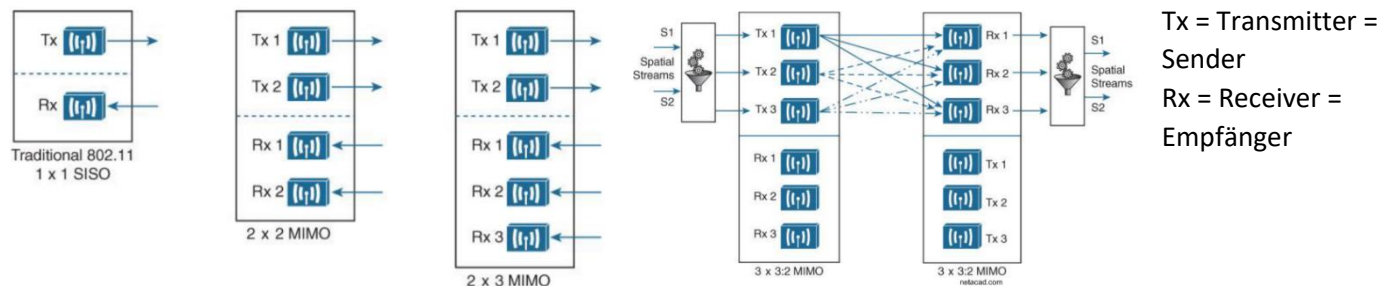 Tx
Rx
Traditional 802.11
1 x 1 SISO
Tx 1
Tx 2
Rx 1
Rx 2
2 x 2 MIMO
Tx 1
Tx 2
Rx 1
Rx 2
Rx 3
2 x 3 MIMO
S1
Spatial
Streams
S2
Tx 1
Tx 2
Tx 3
Rx 1
Rx 2
Rx 3
3 x 3:2 MIMO
Rx 1
Rx 2
Rx 3
Tx 1
Tx 2
Tx 3
3 x 3:2 MIMO
netacad.com
S1
Spatial
Streams
S2
Tx = Transmitter =
Sender
Rx = Receiver =
Empfänger